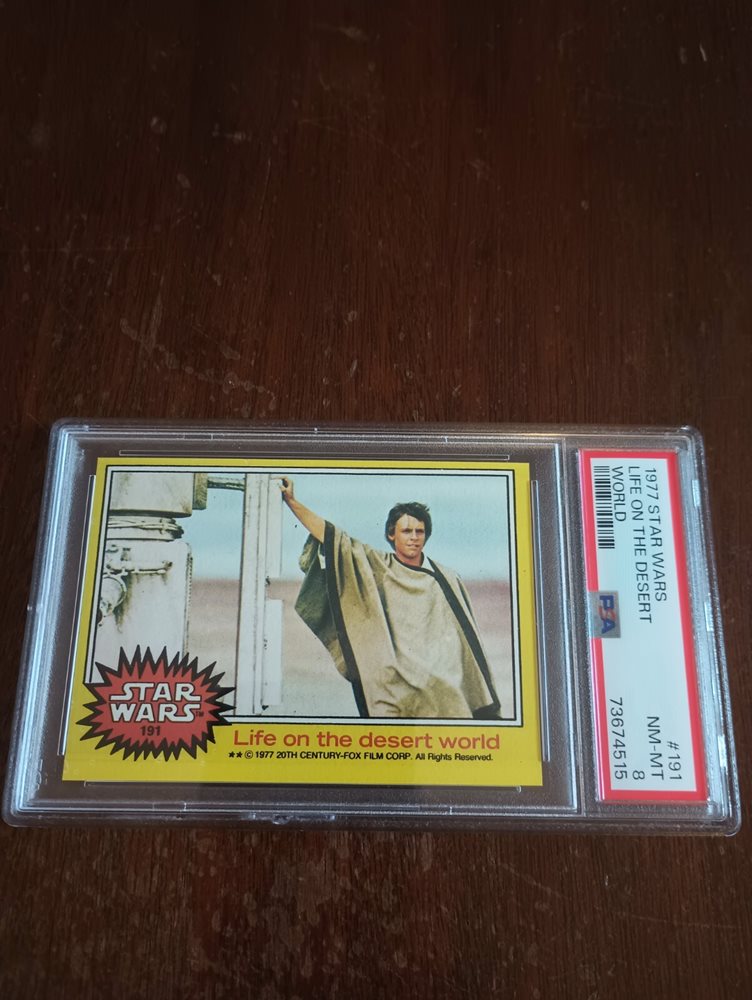 STAR
WARS™
191
Life on the desert world
★★ © 1977 20TH CENTURY-FOX FILM CORP. All Rights Reserved.
1977 STAR WARS #191
LIFE ON THE DESERT NM-MT
WORLD 8
PSA 73674515